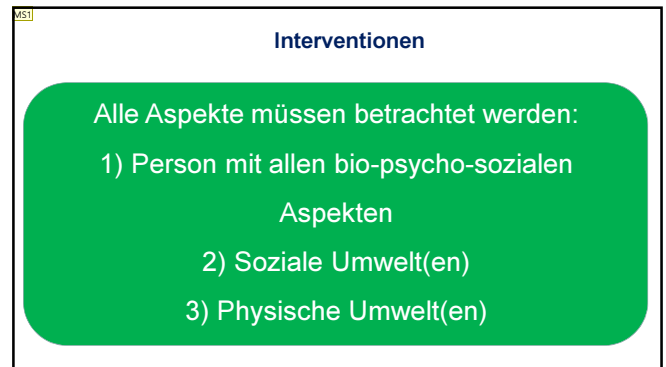 MS1
Interventionen
Alle Aspekte müssen betrachtet werden:
1) Person mit allen bio-psycho-sozialen
Aspekten
2) Soziale Umwelt(en)
3) Physische Umwelt(en)